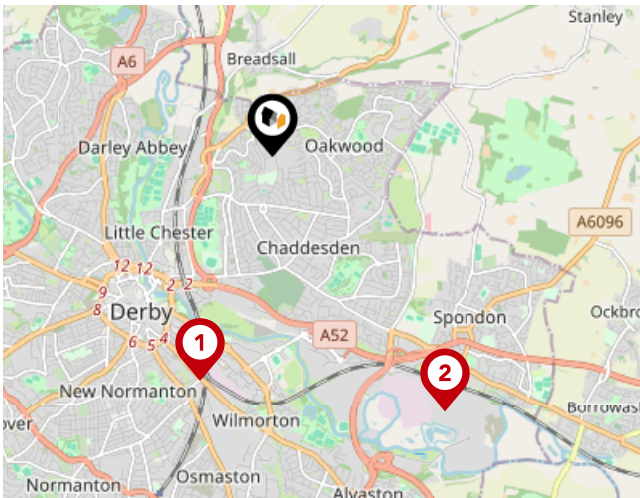 Stanley
A6
Breadsall
Darley Abbey
Oakwood
A6096
Little Chester
Chaddesden
12 12
2 2
9
8
Derby
Spondon
Ockbro
A52
6 5 4
1
2
New Normanton
Borrowas
Wilmorton
over
Osmaston
Normanton
Alvaston